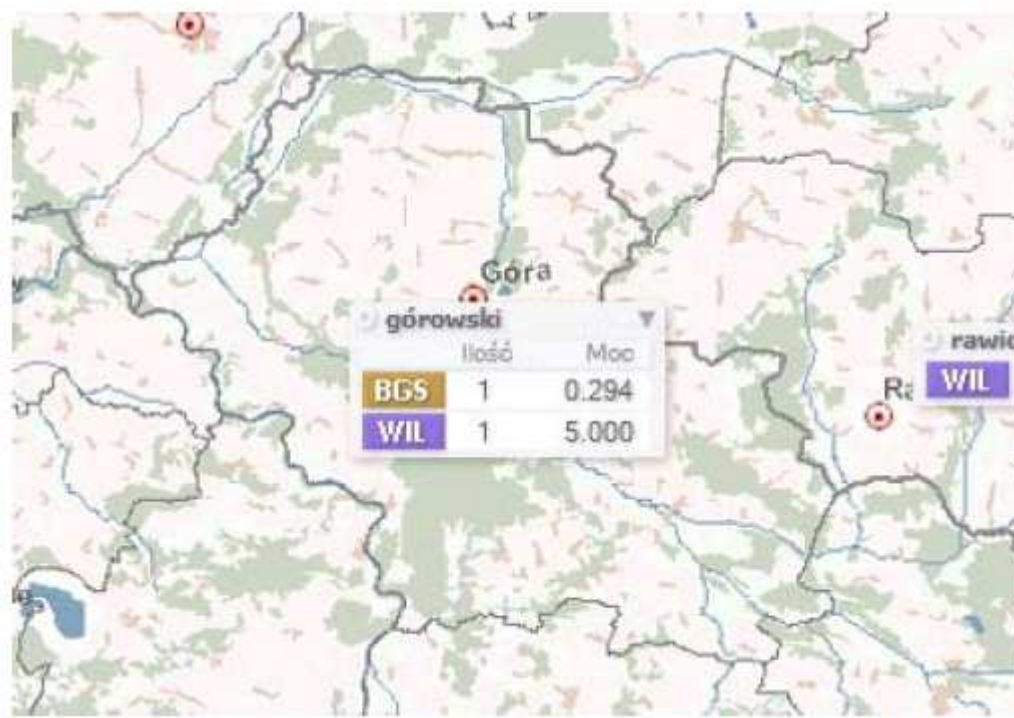 Góra
górowski
Ilość Moc
BGS 1 0.294
WIL 1 5.000
rawic
WIL
Ra